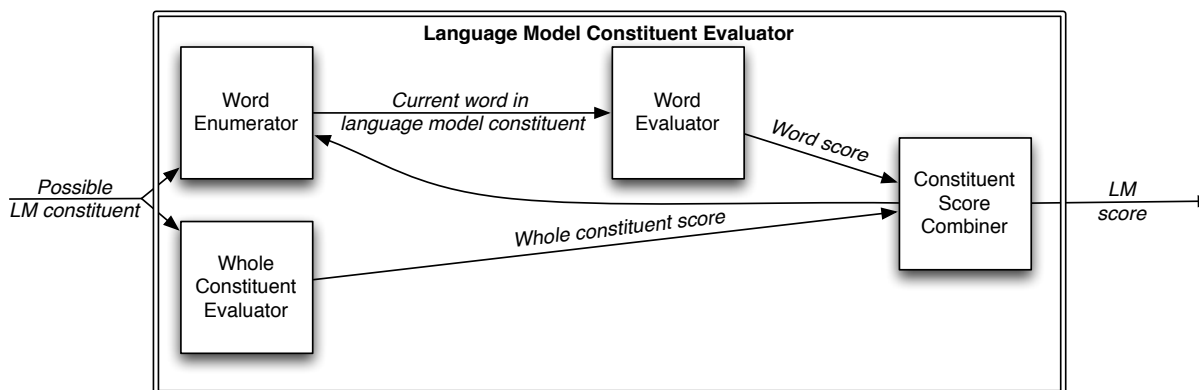 Language Model Constituent Evaluator
Word
Enumerator
Current word in
language model constituent
Word
Evaluator
Word score
Possible
LM constituent
Constituent
Score
Combiner
LM
score
Whole constituent score
Whole
Constituent
Evaluator